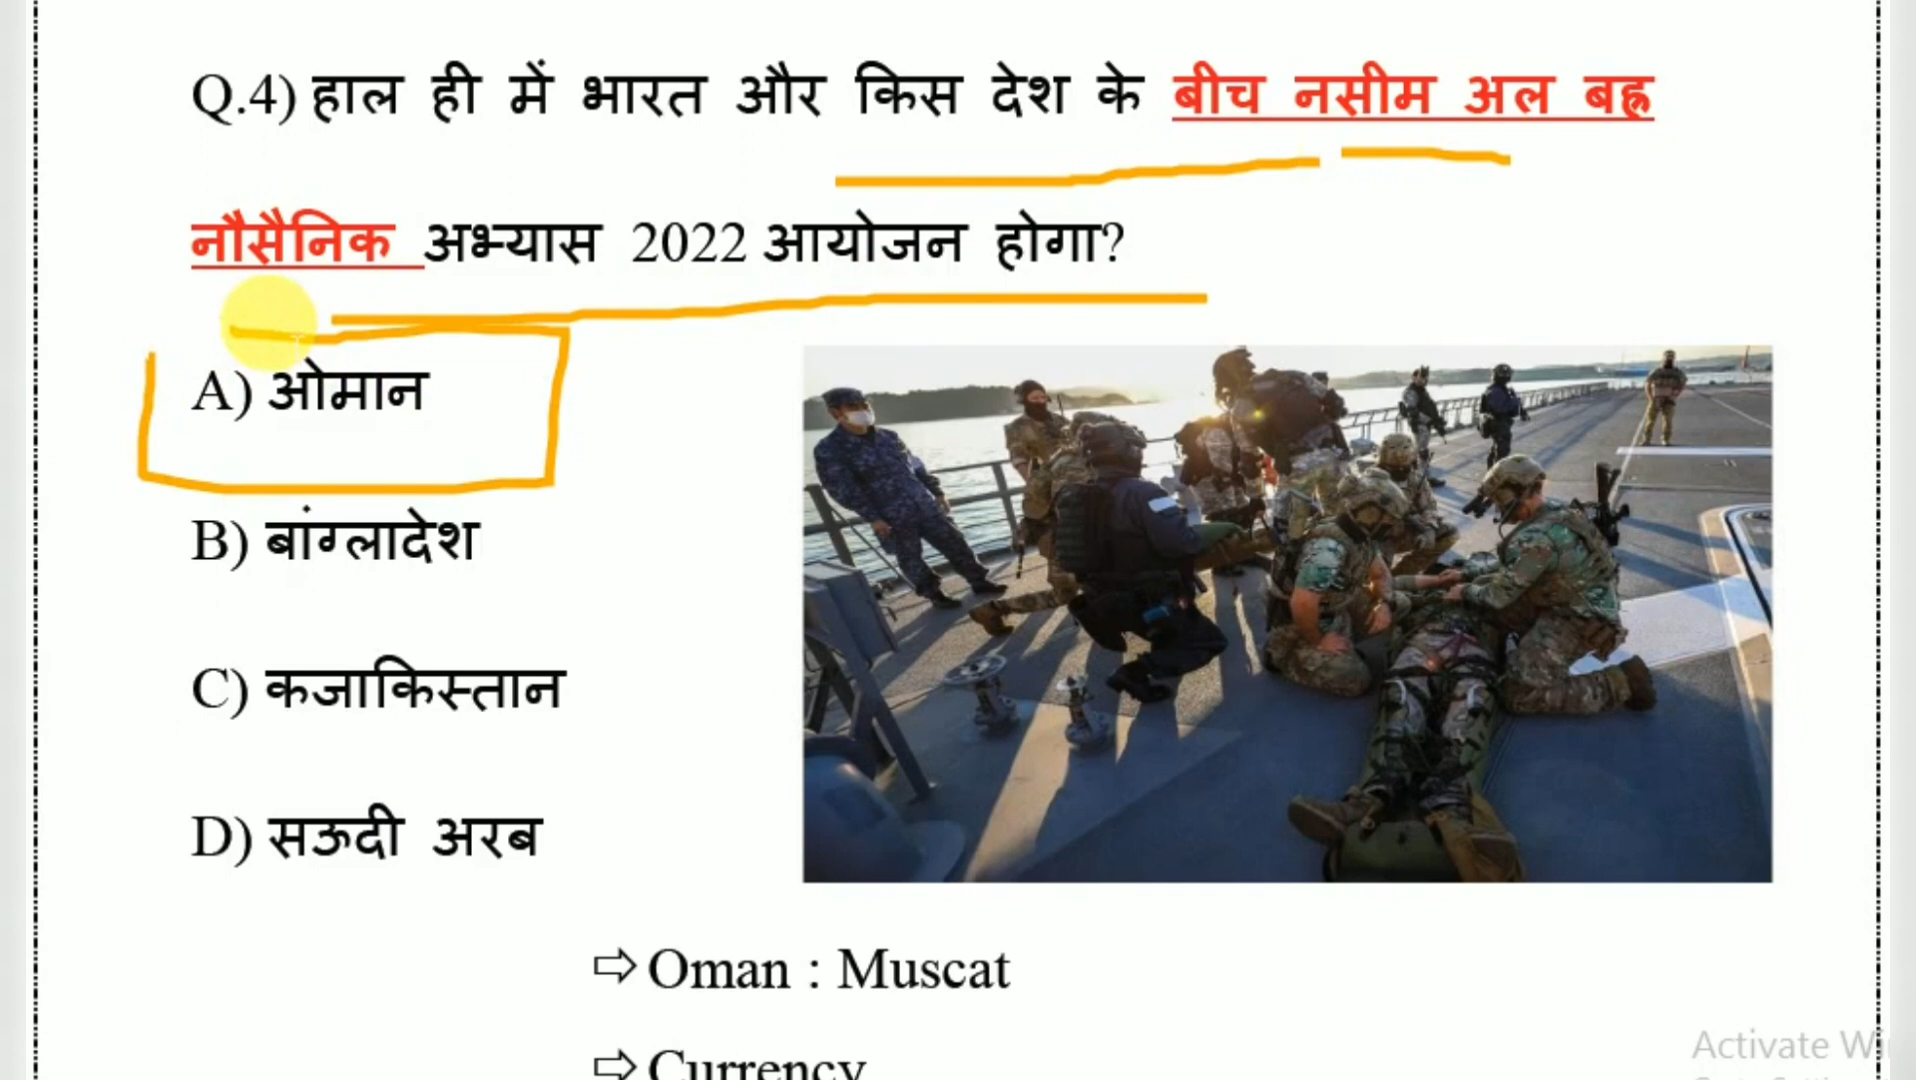 Q.4) हाल ही में भारत और किस देश के बीच नसीम अल बह्र
नौसैनिक अभ्यास 2022 आयोजन होगा?
A) ओमान
B) बांग्लादेश
C) कजाकिस्तान
D) सऊदी अरब
⇨ Oman : Muscat
⇨ Currency
Activate Wi